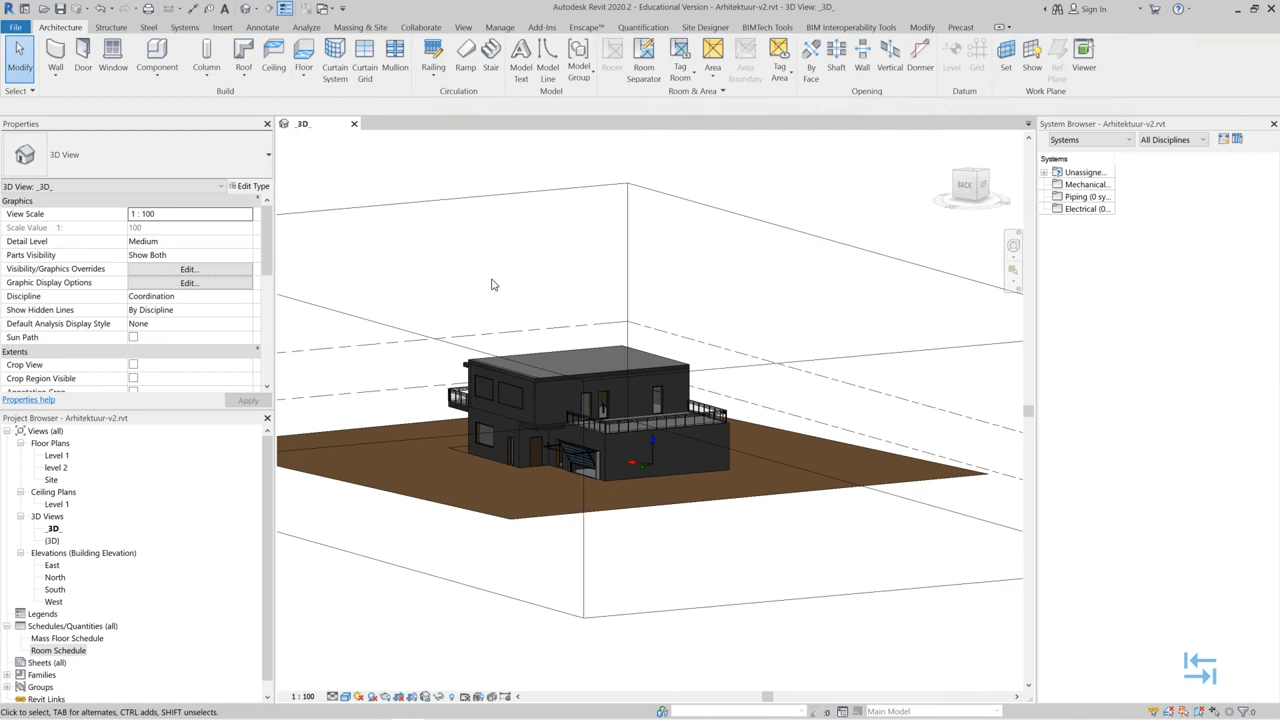 Autodesk Revit 2020.2 - Educational Version - Arhitektuur-v2.rvt - 3D View: _3D_
Sign In
File Architecture Structure Steel Systems Insert Annotate Analyze Massing & Site Collaborate View Manage Add-Ins Enscape™ Quantification Site Designer BIMTech Tools BIM Interoperability Tools Modify Precast
Modify Wall Door Window Component Column Roof Ceiling Floor Curtain System Curtain Grid Mullion Railing Ramp Stair Model Text Model Line Model Group Room Room Separator Tag Room Area Area Boundary Tag Area By Face Shaft Wall Vertical Dormer Level Grid Set Show Ref Plane Viewer
Select Build Circulation Model Room & Area Opening Datum Work Plane
Properties
3D View
3D View: _3D_
Edit Type
Graphics
View Scale 1 : 100
Scale Value 1: 100
Detail Level Medium
Parts Visibility Show Both
Visibility/Graphics Overrides Edit...
Graphic Display Options Edit...
Discipline Coordination
Show Hidden Lines By Discipline
Default Analysis Display Style None
Sun Path
Extents
Crop View
Crop Region Visible
Properties help
Apply
Project Browser - Arhitektuur-v2.rvt
Views (all)
Floor Plans
Level 1
level 2
Site
Ceiling Plans
Level 1
3D Views
_3D_
{3D}
Elevations (Building Elevation)
East
North
South
West
Legends
Schedules/Quantities (all)
Mass Floor Schedule
Room Schedule
Sheets (all)
Families
Groups
Revit Links
_3D_
BACK
System Browser - Arhitektuur-v2.rvt
Systems
All Disciplines
Systems
Unassigne...
Mechanical...
Piping (0 sy...
Electrical (0...
1 : 100
Click to select, TAB for alternates, CTRL adds, SHIFT unselects.
:0
Main Model
:0